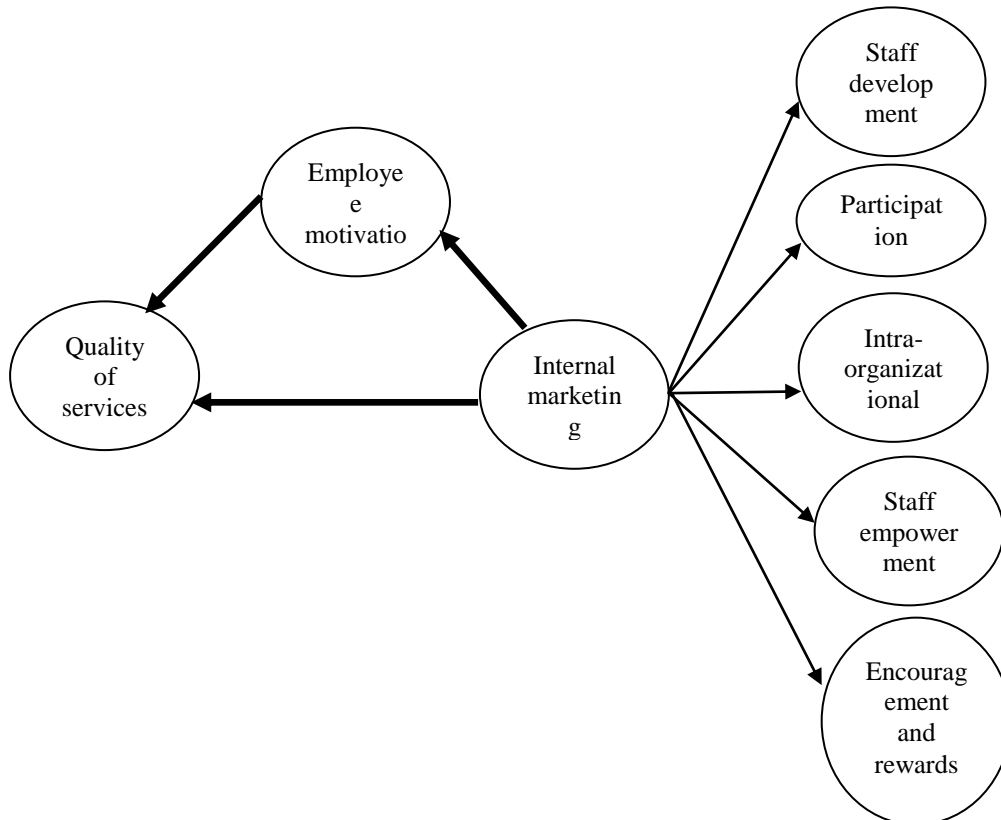 Staff
develop
ment
Employe
e
motivatio
Participat
ion
Quality
of
services
Internal
marketin
g
Intra-
organizat
ional
Staff
empower
ment
Encourag
ement
and
rewards